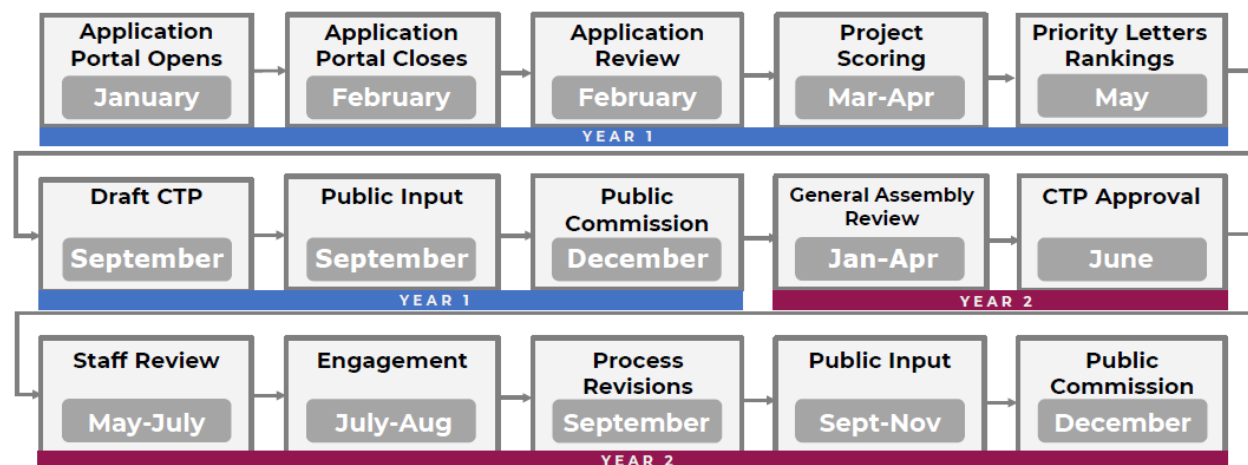 Application
Portal Opens
January
Application
Portal Closes
February
Application
Review
February
Project
Scoring
Mar-Apr
Priority Letters
Rankings
May
YEAR 1
Draft CTP
September
Public Input
September
Public
Commission
December
General Assembly
Review
Jan-Apr
CTP Approval
June
YEAR 1
YEAR 2
Staff Review
May-July
Engagement
July-Aug
Process
Revisions
September
Public Input
Sept-Nov
Public
Commission
December
YEAR 2